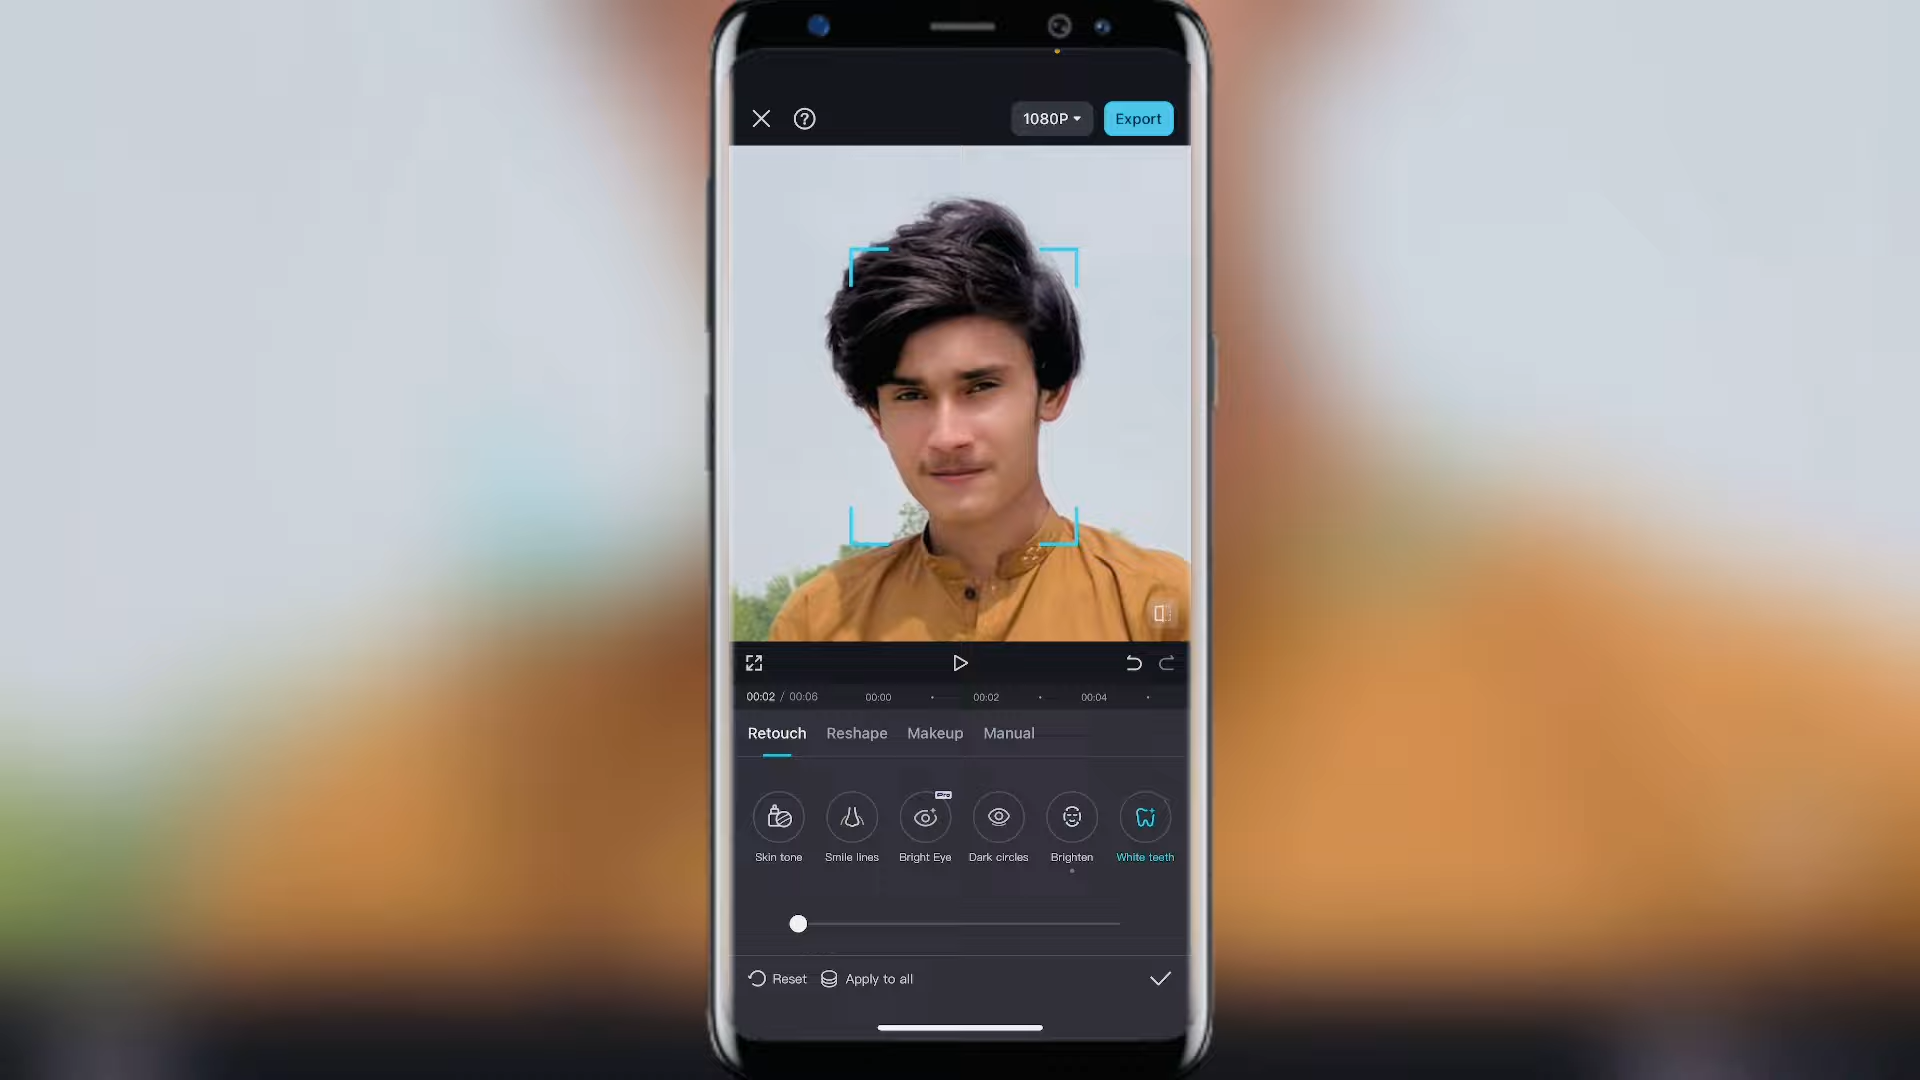 1080P Export
00:02 / 00:06 00:00 00:02 00:04
Retouch Reshape Makeup Manual
Pro
Skin tone Smile lines Bright Eye Dark circles Brighten White teeth
Reset Apply to all